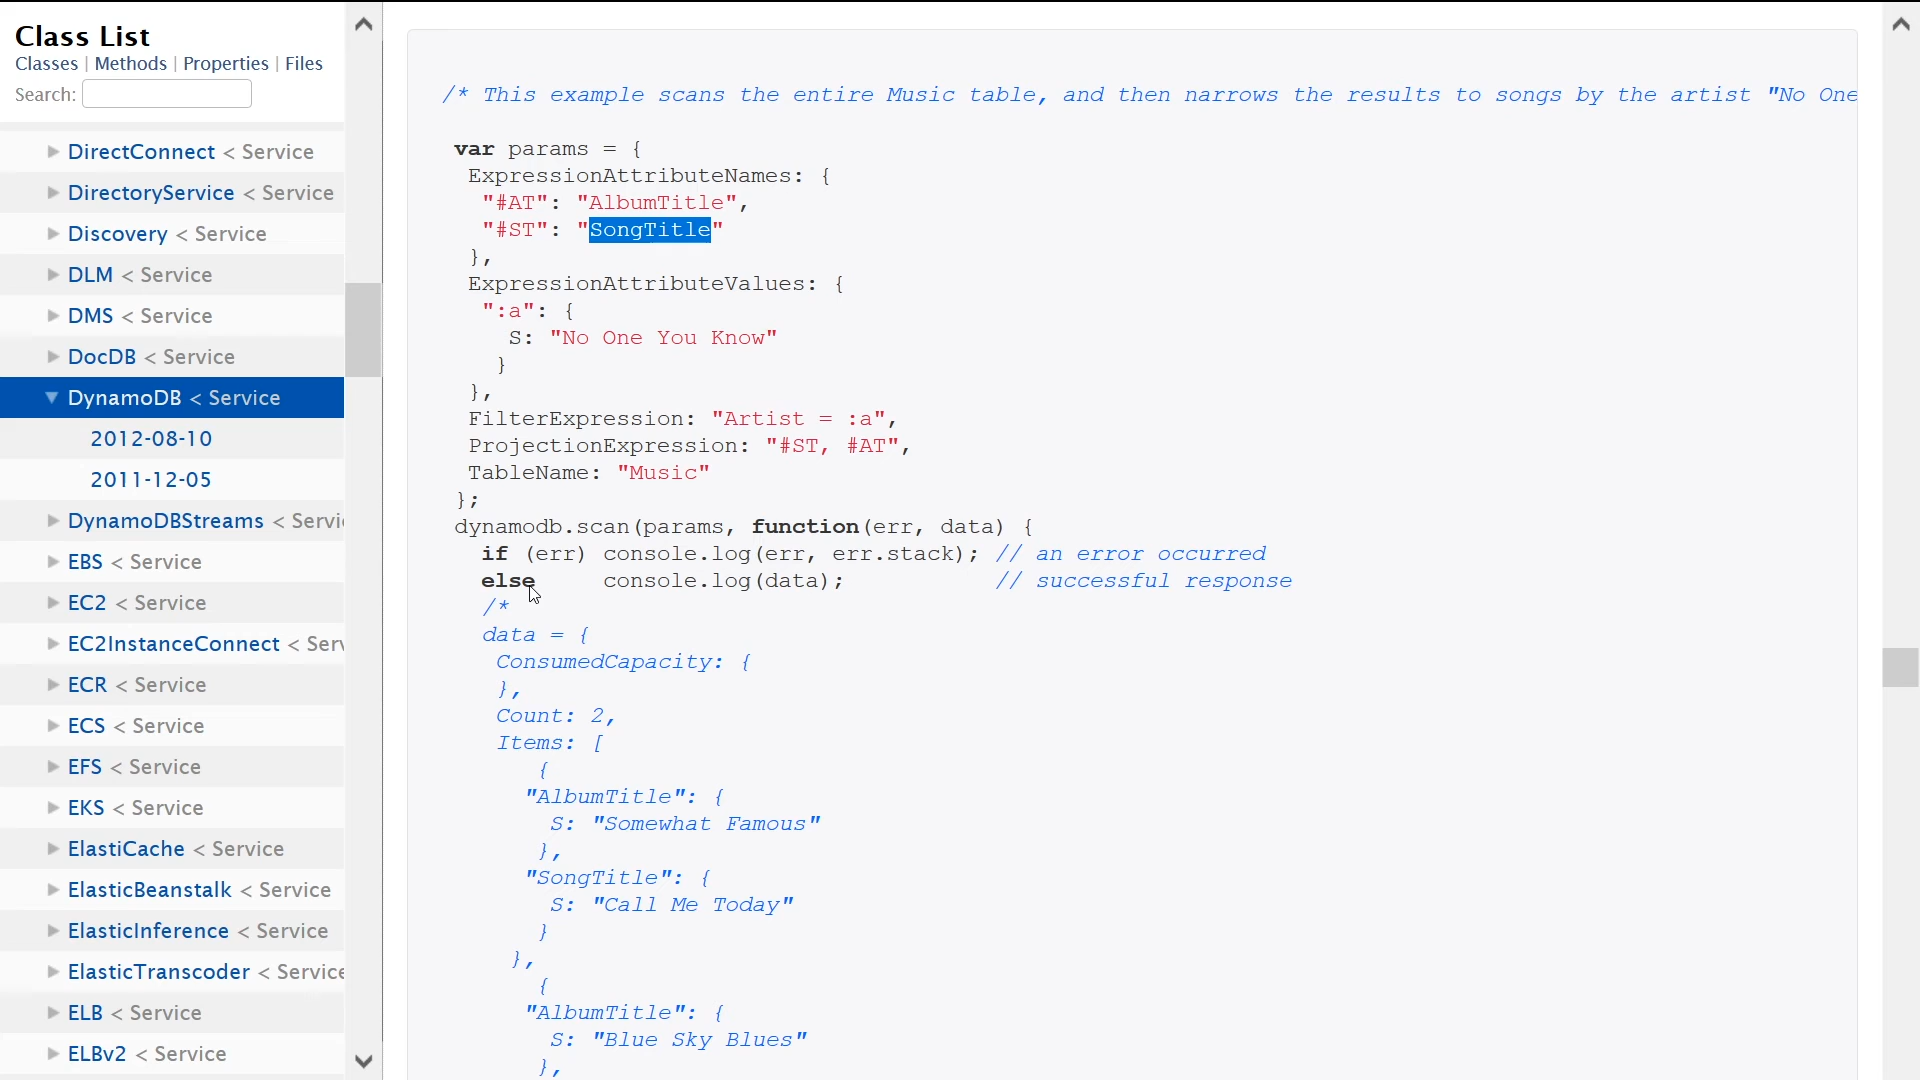 Class List
Classes | Methods | Properties | Files
Search:
DirectConnect < Service
DirectoryService < Service
Discovery < Service
DLM < Service
DMS < Service
DocDB < Service
DynamoDB < Service
2012-08-10
2011-12-05
DynamoDBStreams < Servi
EBS < Service
EC2 < Service
EC2InstanceConnect < Serv
ECR < Service
ECS < Service
EFS < Service
EKS < Service
ElastiCache < Service
ElasticBeanstalk < Service
ElasticInference < Service
ElasticTranscoder < Service
ELB < Service
ELBv2 < Service
/* This example scans the entire Music table, and then narrows the results to songs by the artist "No One
var params = {
ExpressionAttributeNames: {
"#AT": "AlbumTitle",
"#ST": "SongTitle"
},
ExpressionAttributeValues: {
":a": {
S: "No One You Know"
}
},
FilterExpression: "Artist = :a",
ProjectionExpression: "#ST, #AT",
TableName: "Music"
};
dynamodb.scan(params, function(err, data) {
if (err) console.log(err, err.stack); // an error occurred
else console.log(data); // successful response
/*
data = {
ConsumedCapacity: {
},
Count: 2,
Items: [
{
"AlbumTitle": {
S: "Somewhat Famous"
},
"SongTitle": {
S: "Call Me Today"
}
},
{
"AlbumTitle": {
S: "Blue Sky Blues"
},